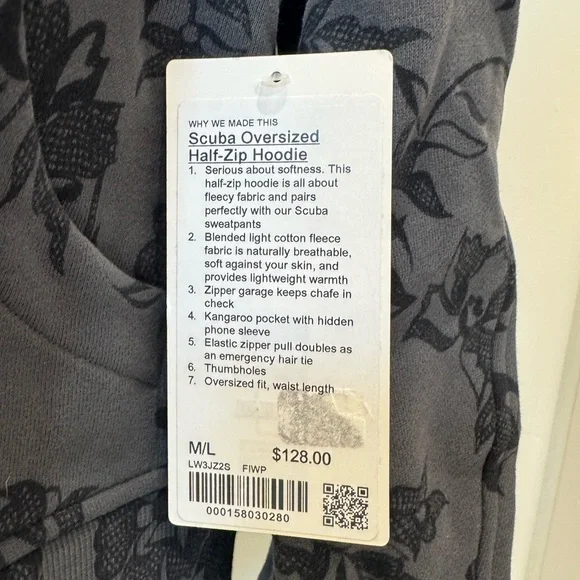 WHY WE MADE THIS
Scuba Oversized
Half-Zip Hoodie
1. Serious about softness. This
half-zip hoodie is all about
fleecy fabric and pairs
perfectly with our Scuba
sweatpants
2. Blended light cotton fleece
fabric is naturally breathable,
soft against your skin, and
provides lightweight warmth
3. Zipper garage keeps chafe in
check
4. Kangaroo pocket with hidden
phone sleeve
5. Elastic zipper pull doubles as
an emergency hair tie
6. Thumbholes
7. Oversized fit, waist length
M/L $128.00
LW3JZ2S FIWP
000158030280